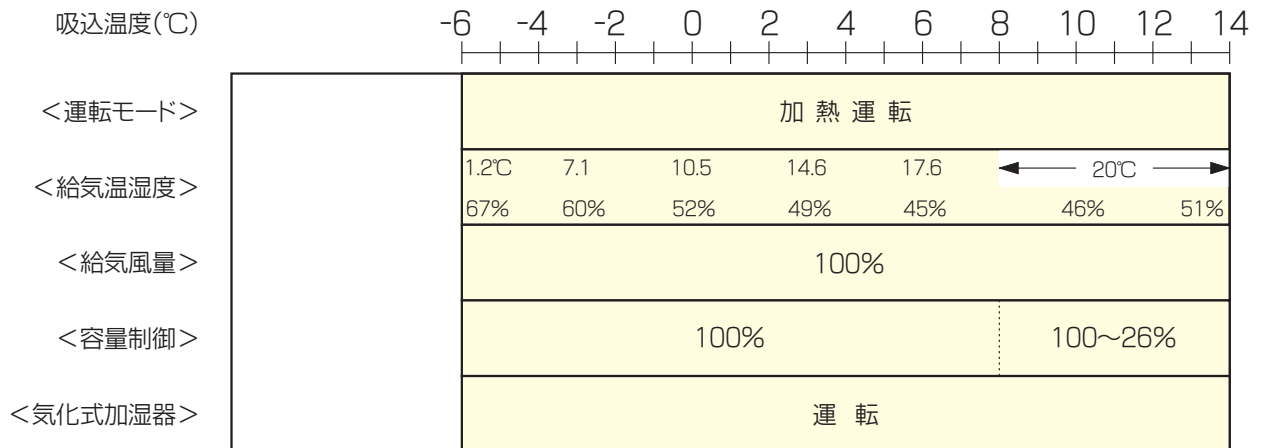 吸込温度(℃) -6 -4 -2 0 2 4 6 8 10 12 14
＜運転モード＞ 加熱運転
1.2℃ 7.1 10.5 14.6 17.6 20℃
＜給気温湿度＞
67% 60% 52% 49% 45% 46% 51%
＜給気風量＞ 100%
＜容量制御＞ 100% 100～26%
＜気化式加湿器＞ 運転